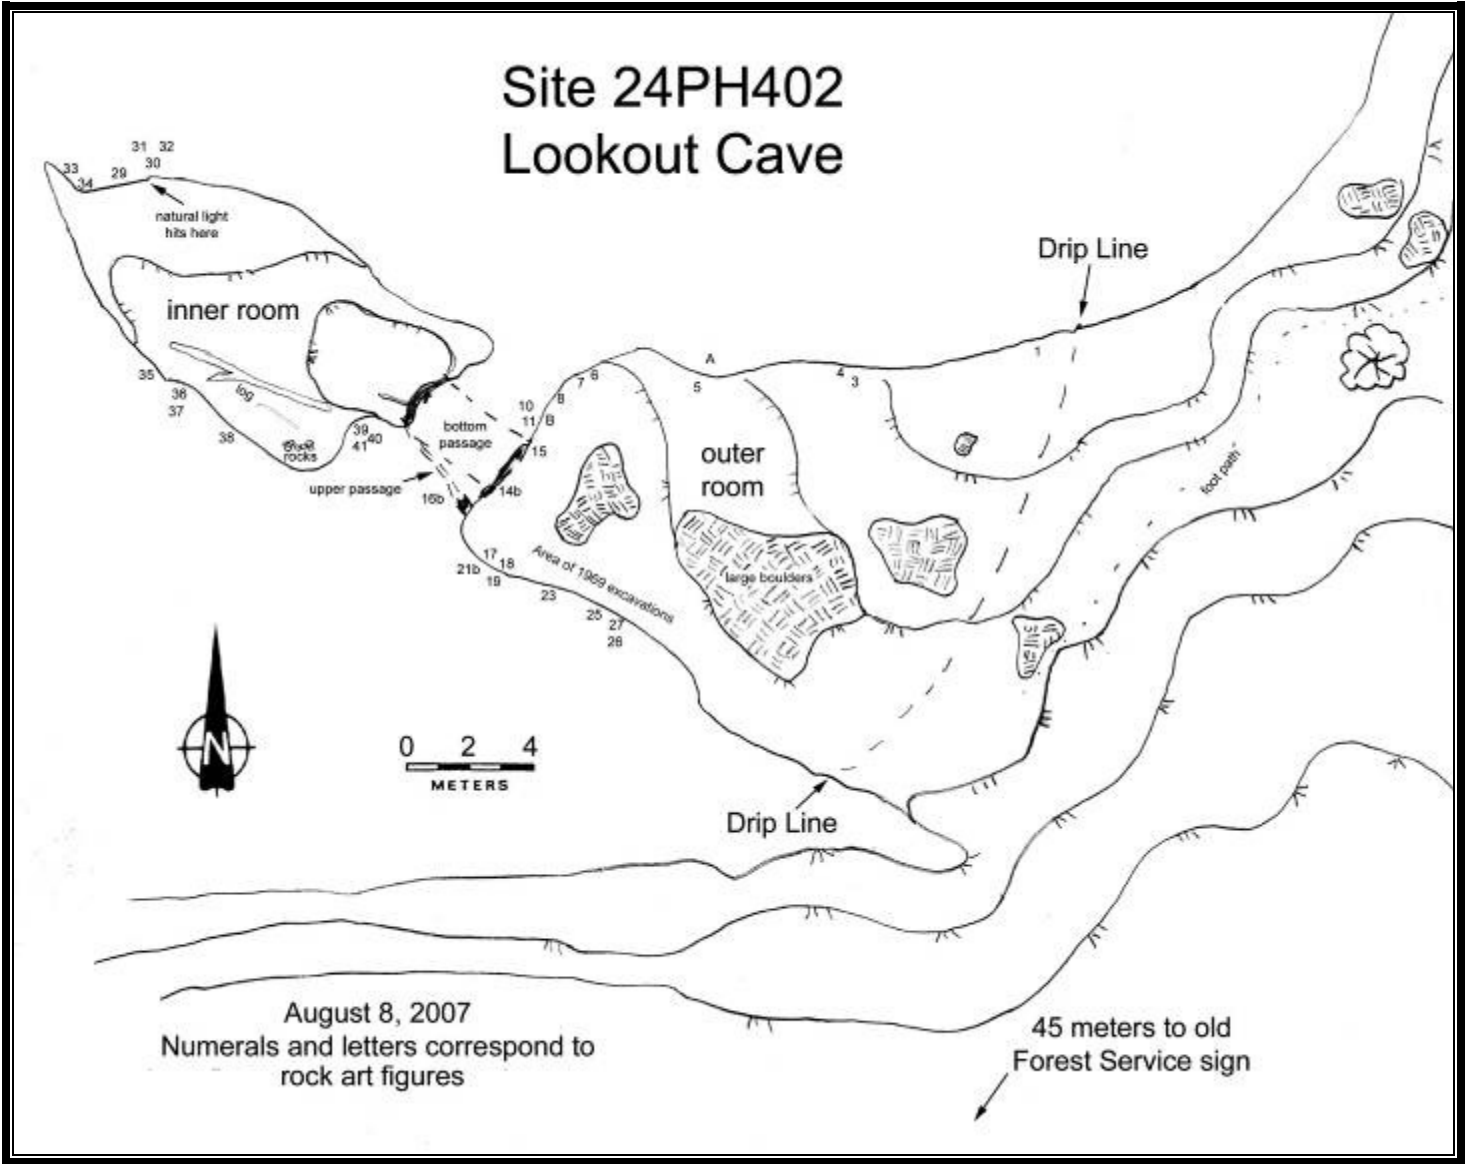 Site 24PH402
Lookout Cave
31 32
30
29
33
34
natural light
hits here
Drip Line
inner room
1
A
5
4
3
6
7
8
10
11 B
15
35
36
37
log
38
rocks
39
40
41
bottom
passage
upper passage
16b
14b
outer
room
foot path
17
18
21b
19
Area of 1969 excavations
23
25
27
26
large boulders
N
0 2 4
METERS
Drip Line
August 8, 2007
Numerals and letters correspond to
rock art figures
45 meters to old
Forest Service sign